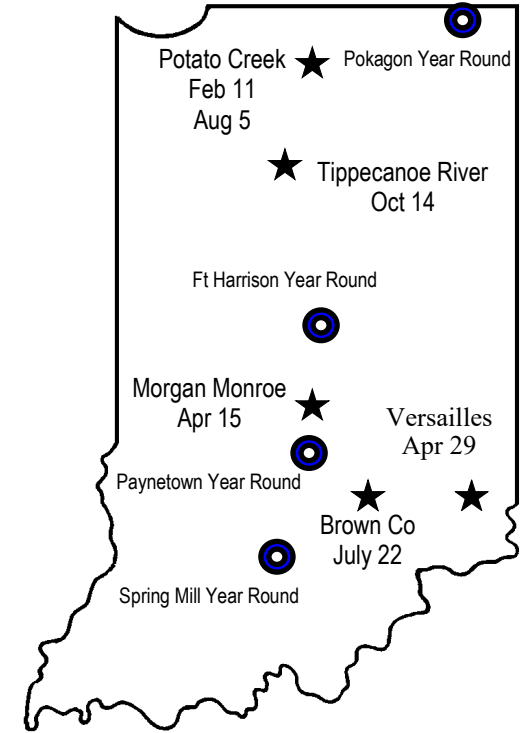 Potato Creek
Feb 11
Aug 5
Pokagon Year Round
Tippecanoe River
Oct 14
Ft Harrison Year Round
Morgan Monroe
Apr 15
Versailles
Apr 29
Paynetown Year Round
Brown Co
July 22
Spring Mill Year Round